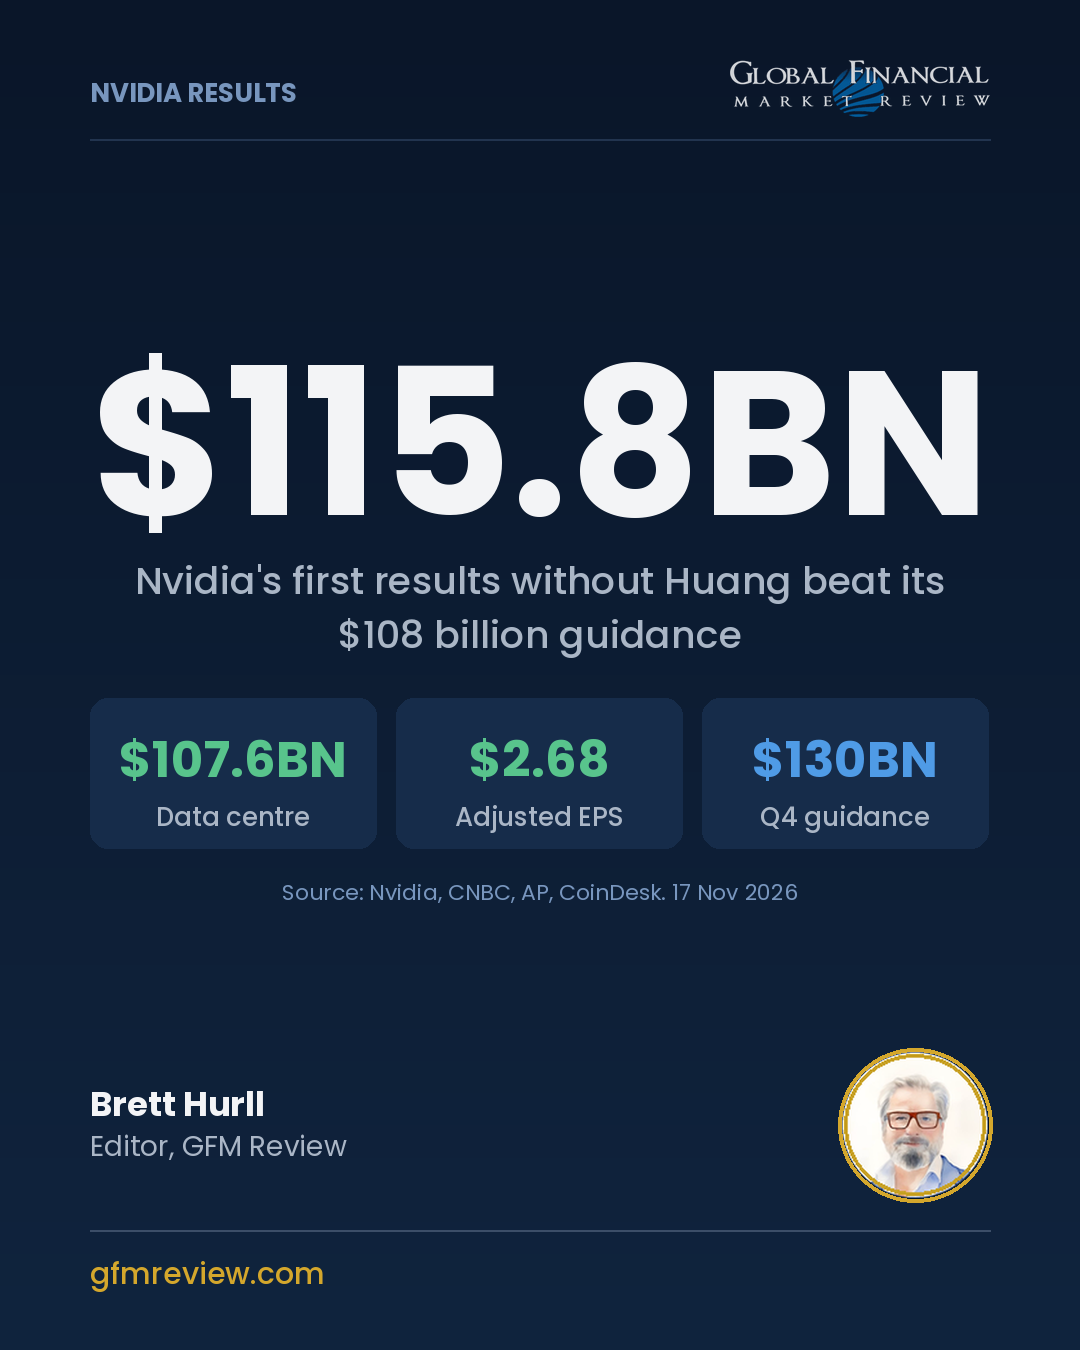 NVIDIA RESULTS
GLOBAL FINANCIAL
MARKET REVIEW
$115.8BN
Nvidia's first results without Huang beat its
$108 billion guidance
$107.6BN
Data centre
$2.68
Adjusted EPS
$130BN
Q4 guidance
Source: Nvidia, CNBC, AP, CoinDesk. 17 Nov 2026
Brett Hurll
Editor, GFM Review
gfmreview.com